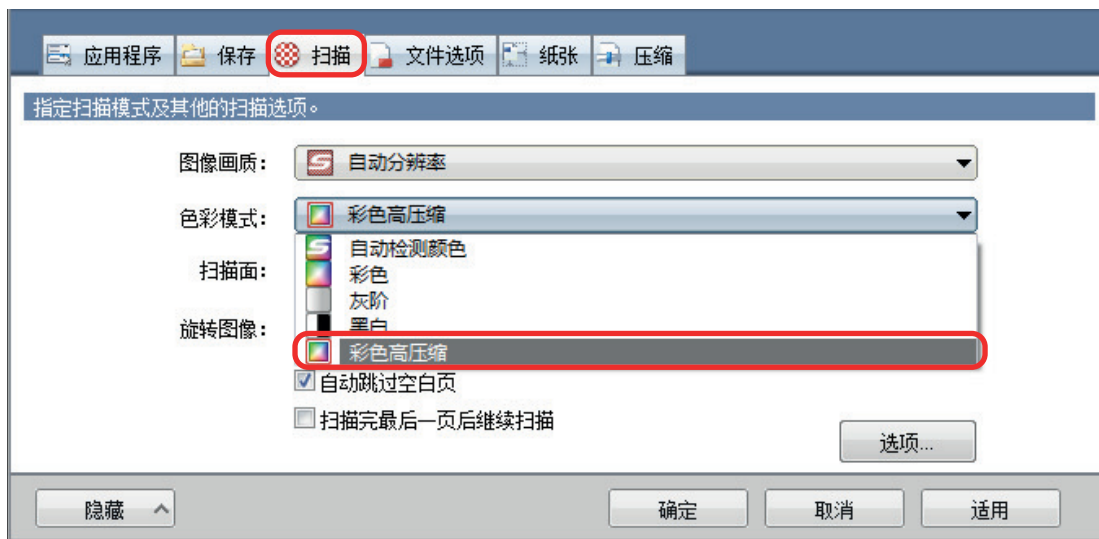 应用程序 保存 扫描 文件选项 纸张 压缩
指定扫描模式及其他的扫描选项。
图像画质: 自动分辨率
色彩模式: 彩色高压缩
自动检测颜色
扫描面: 彩色
灰阶
旋转图像: 黑白
彩色高压缩
自动跳过空白页
扫描完最后一页后继续扫描
选项...
隐藏 确定 取消 适用